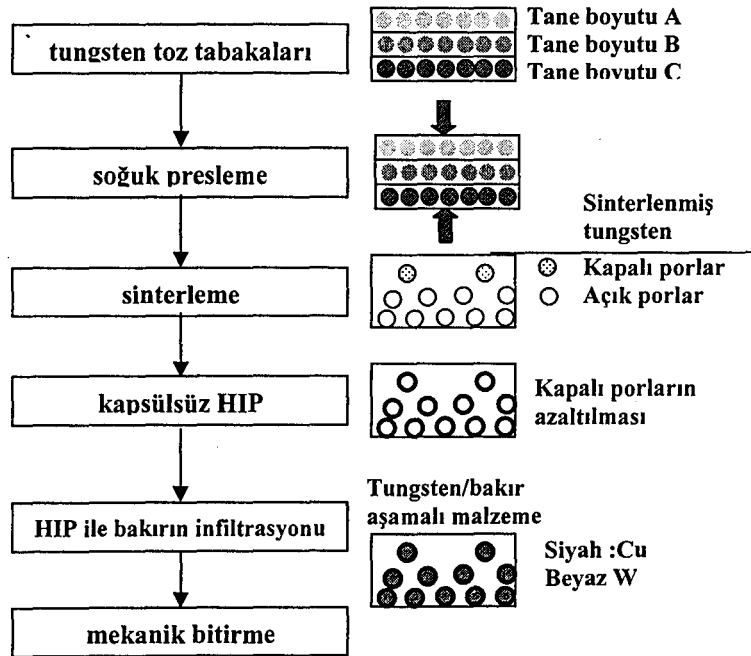 tungsten toz tabakaları
Tane boyutu A
Tane boyutu B
Tane boyutu C
soğuk presleme
Sinterlenmiş
tungsten
sinterleme
Kapalı porlar
Açık porlar
kapsülsüz HIP
Kapalı porların
azaltılması
HIP ile bakırın infiltrasyonu
Tungsten/bakır
aşamalı malzeme
Siyah :Cu
Beyaz W
mekanik bitirme